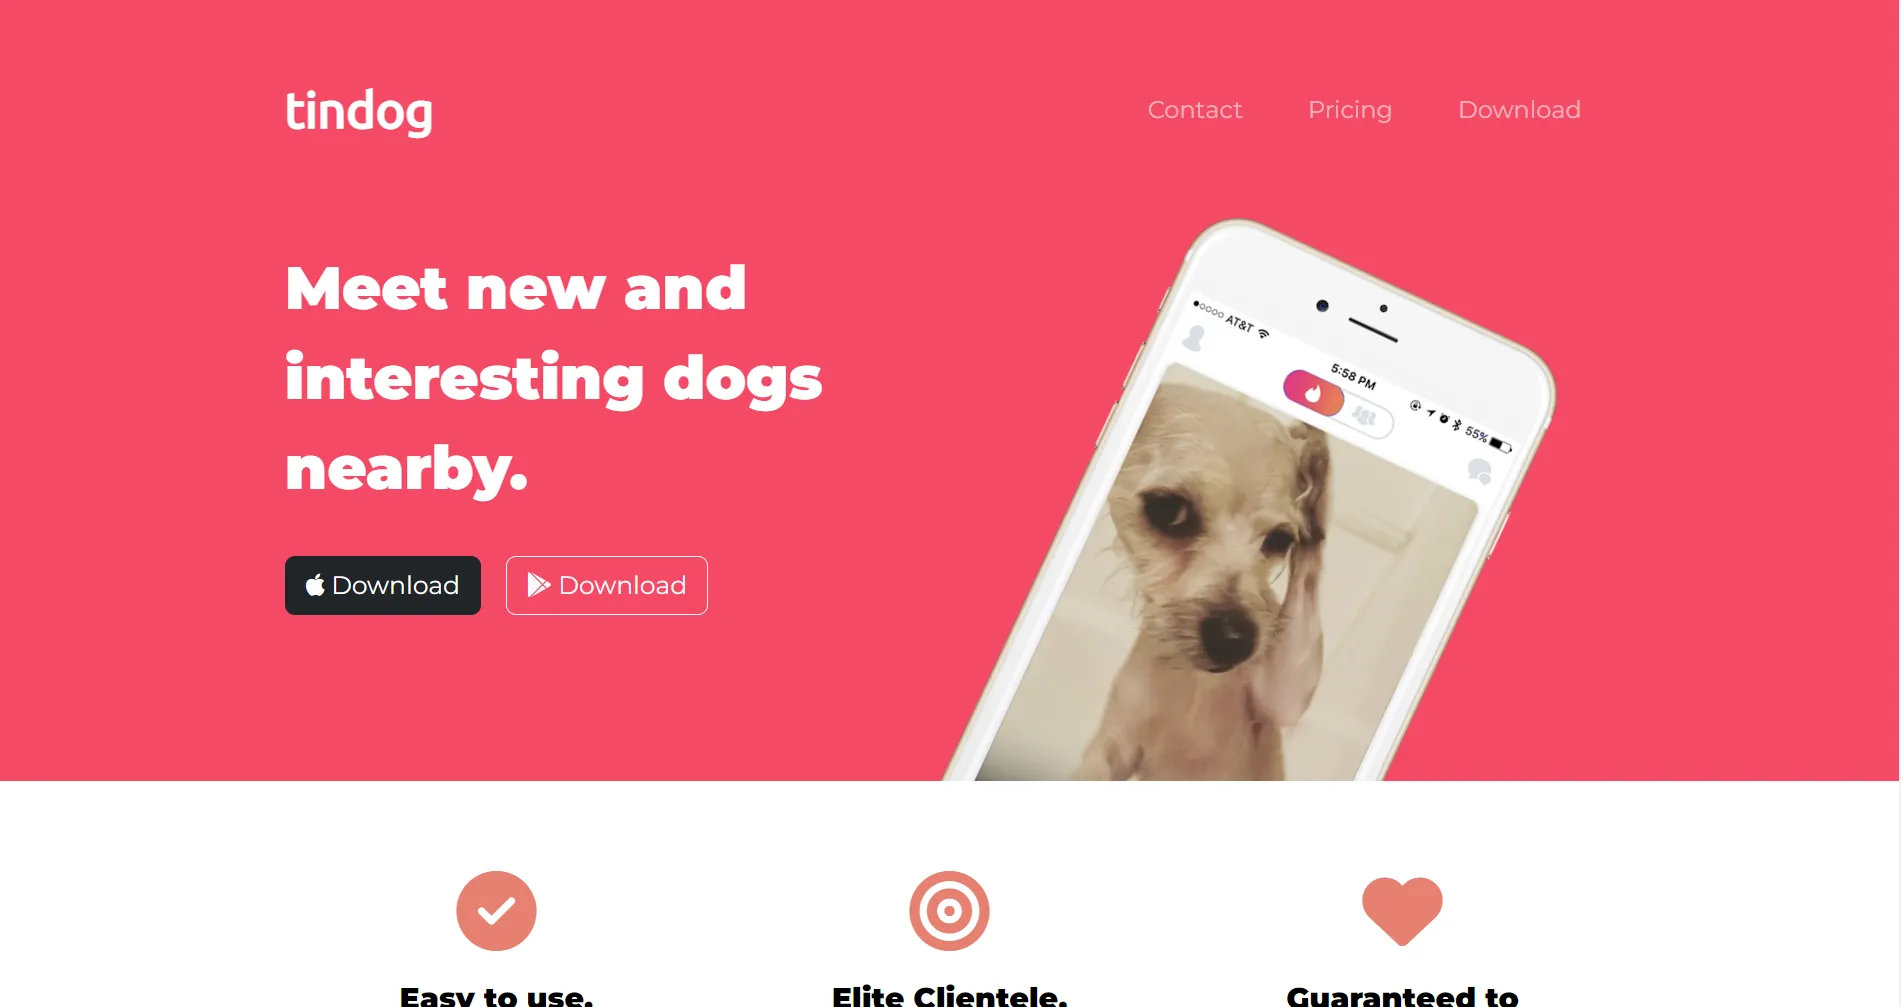 tindog
Contact Pricing Download
Meet new and
interesting dogs
nearby.
Download Download
AT&T
5:58 PM
55%
Easy to use.
Elite Clientele.
Guaranteed to